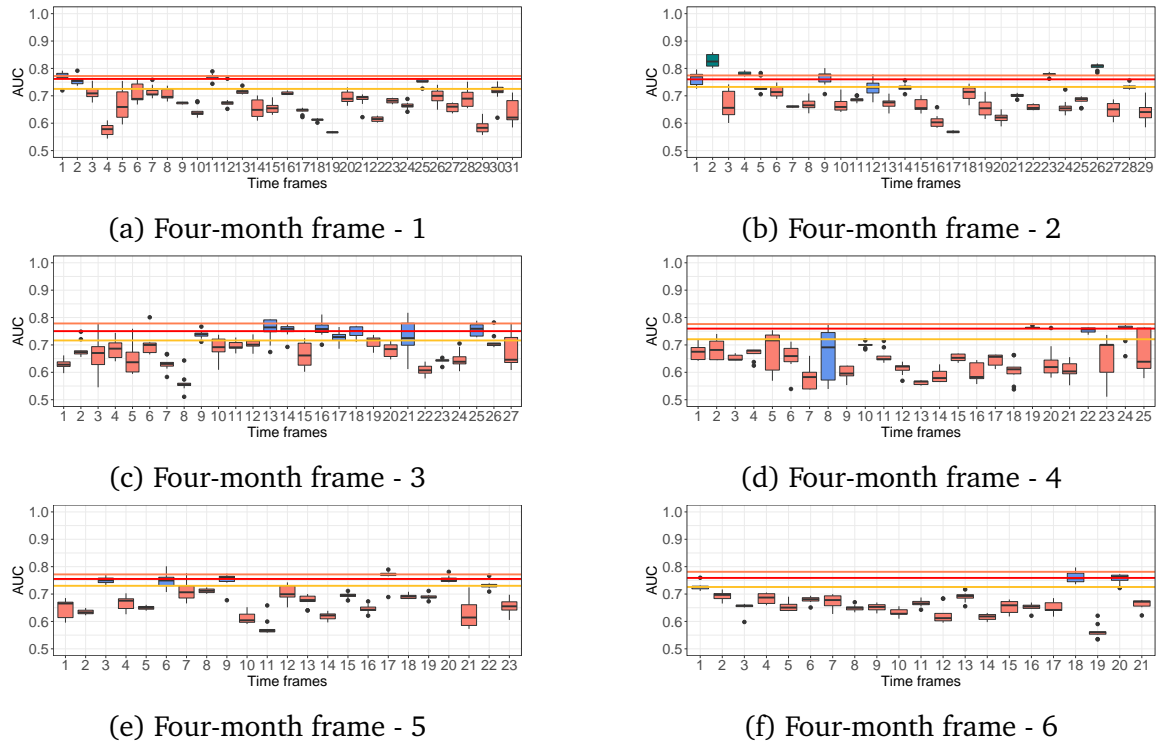 1.0
0.9
0.8
0.7
0.6
0.5
AUC
1 2 3 4 5 6 7 8 9 10 11 12 13 14 15 16 17 18 19 20 21 22 23 24 25 26 27 28 29 30 31
Time frames
(a) Four-month frame - 1
1.0
0.9
0.8
0.7
0.6
0.5
AUC
1 2 3 4 5 6 7 8 9 10 11 12 13 14 15 16 17 18 19 20 21 22 23 24 25 26 27 28 29
Time frames
(b) Four-month frame - 2
1.0
0.9
0.8
0.7
0.6
0.5
AUC
1 2 3 4 5 6 7 8 9 10 11 12 13 14 15 16 17 18 19 20 21 22 23 24 25 26 27
Time frames
(c) Four-month frame - 3
1.0
0.9
0.8
0.7
0.6
0.5
AUC
1 2 3 4 5 6 7 8 9 10 11 12 13 14 15 16 17 18 19 20 21 22 23 24 25
Time frames
(d) Four-month frame - 4
1.0
0.9
0.8
0.7
0.6
0.5
AUC
1 2 3 4 5 6 7 8 9 10 11 12 13 14 15 16 17 18 19 20 21 22 23
Time frames
(e) Four-month frame - 5
1.0
0.9
0.8
0.7
0.6
0.5
AUC
1 2 3 4 5 6 7 8 9 10 11 12 13 14 15 16 17 18 19 20 21
Time frames
(f) Four-month frame - 6